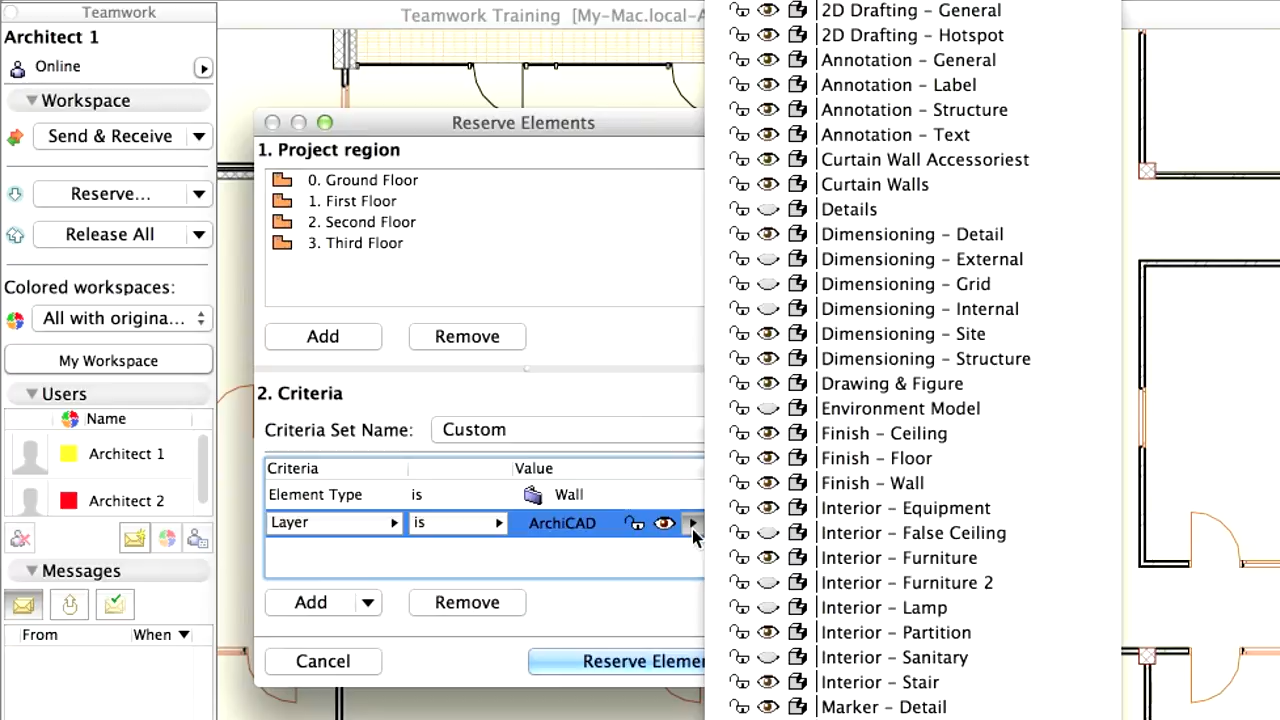 Teamwork
Architect 1
Online
Workspace
Send & Receive
Reserve...
Release All
Colored workspaces:
All with origina...
My Workspace
Users
Name
Architect 1
Architect 2
Messages
From When
Teamwork Training [My-Mac.local-A
Reserve Elements
1. Project region
0. Ground Floor
1. First Floor
2. Second Floor
3. Third Floor
Add Remove
2. Criteria
Criteria Set Name: Custom
Criteria Value
Element Type is Wall
Layer is ArchiCAD
Add Remove
Cancel Reserve Elemen
2D Drafting - General
2D Drafting - Hotspot
Annotation - General
Annotation - Label
Annotation - Structure
Annotation - Text
Curtain Wall Accessoriest
Curtain Walls
Details
Dimensioning - Detail
Dimensioning - External
Dimensioning - Grid
Dimensioning - Internal
Dimensioning - Site
Dimensioning - Structure
Drawing & Figure
Environment Model
Finish - Ceiling
Finish - Floor
Finish - Wall
Interior - Equipment
Interior - False Ceiling
Interior - Furniture
Interior - Furniture 2
Interior - Lamp
Interior - Partition
Interior - Sanitary
Interior - Stair
Marker - Detail